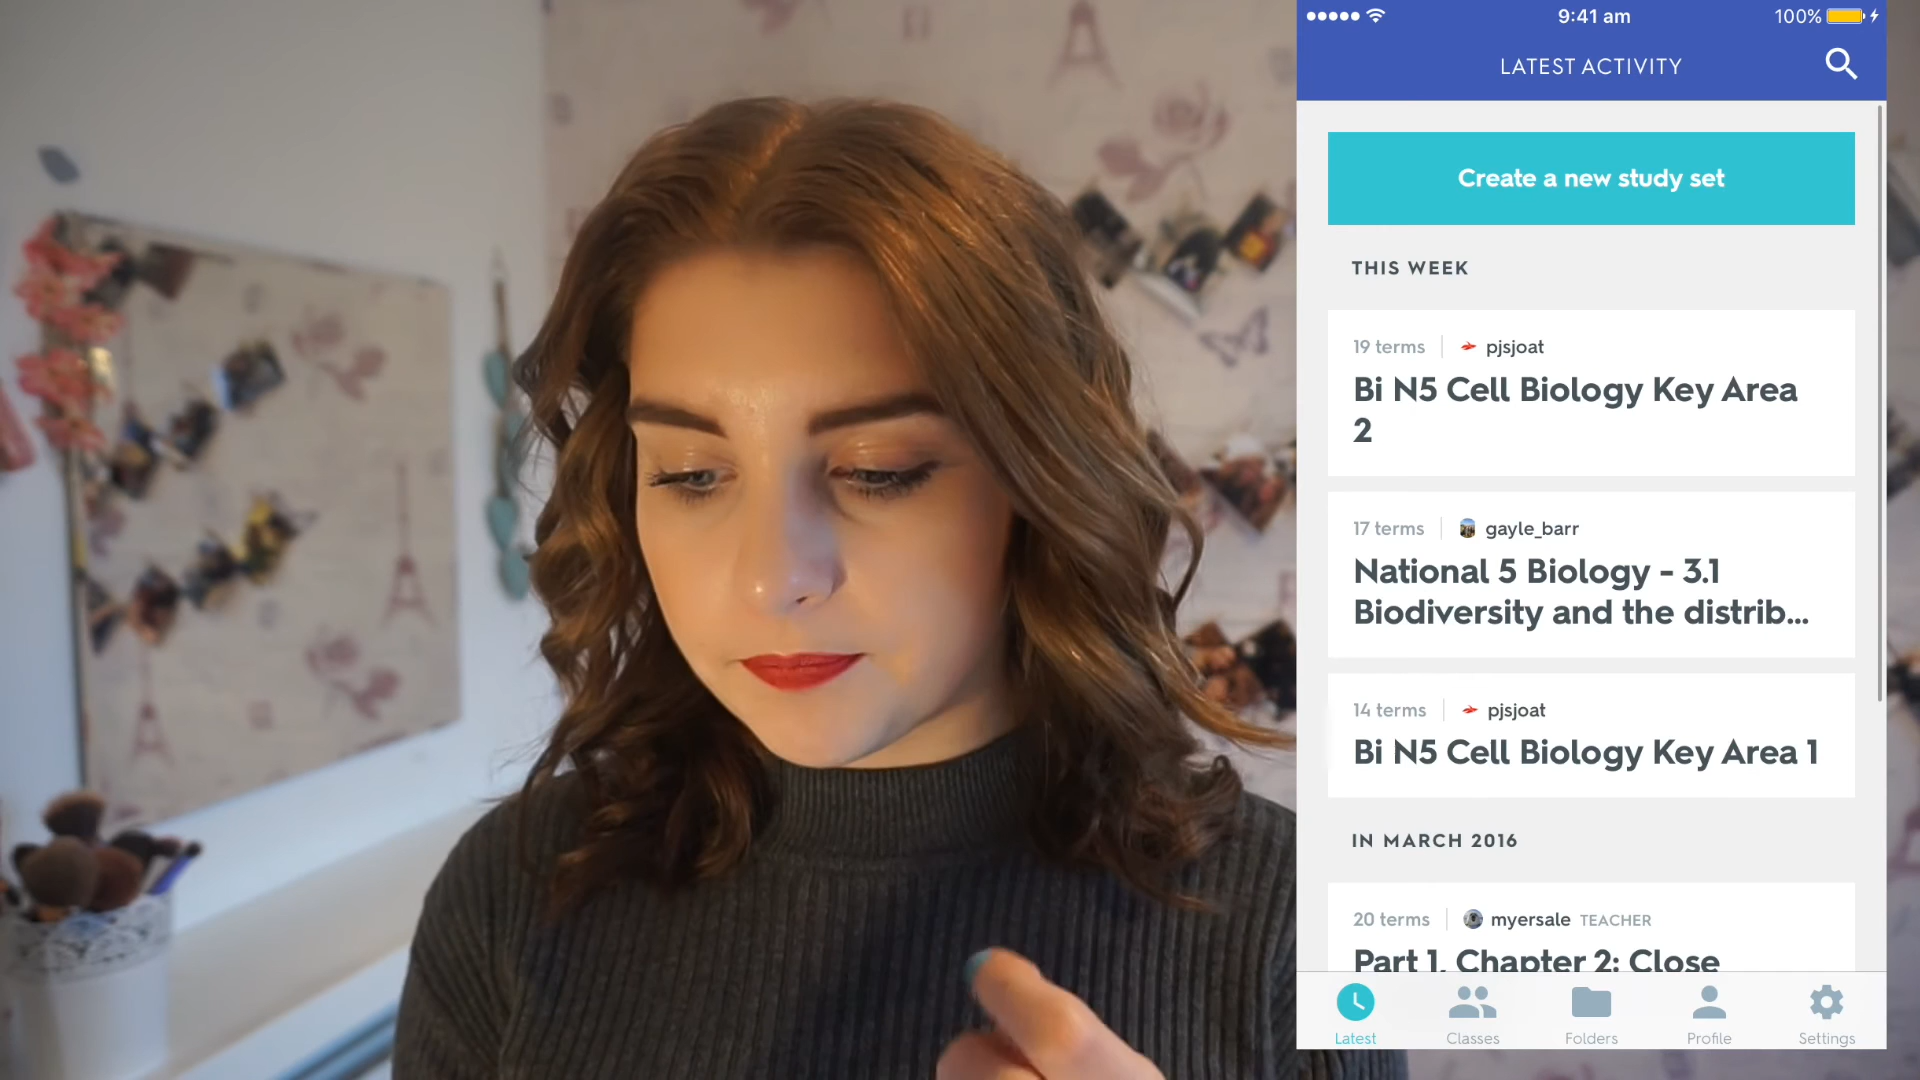 9:41 am
100%
LATEST ACTIVITY
Create a new study set
THIS WEEK
19 terms pjsjoat
Bi N5 Cell Biology Key Area
2
17 terms gayle_barr
National 5 Biology - 3.1
Biodiversity and the distrib...
14 terms pjsjoat
Bi N5 Cell Biology Key Area 1
IN MARCH 2016
20 terms myersale TEACHER
Part 1, Chapter 2: Close
Latest
Classes
Folders
Profile
Settings